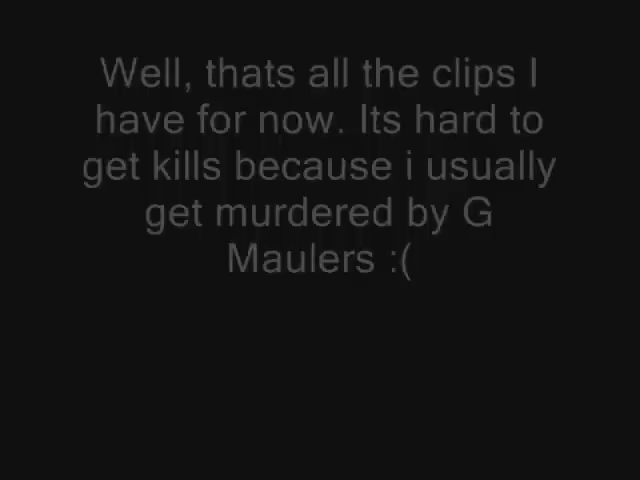 Well, thats all the clips I
have for now. Its hard to
get kills because i usually
get murdered by G
Maulers :(